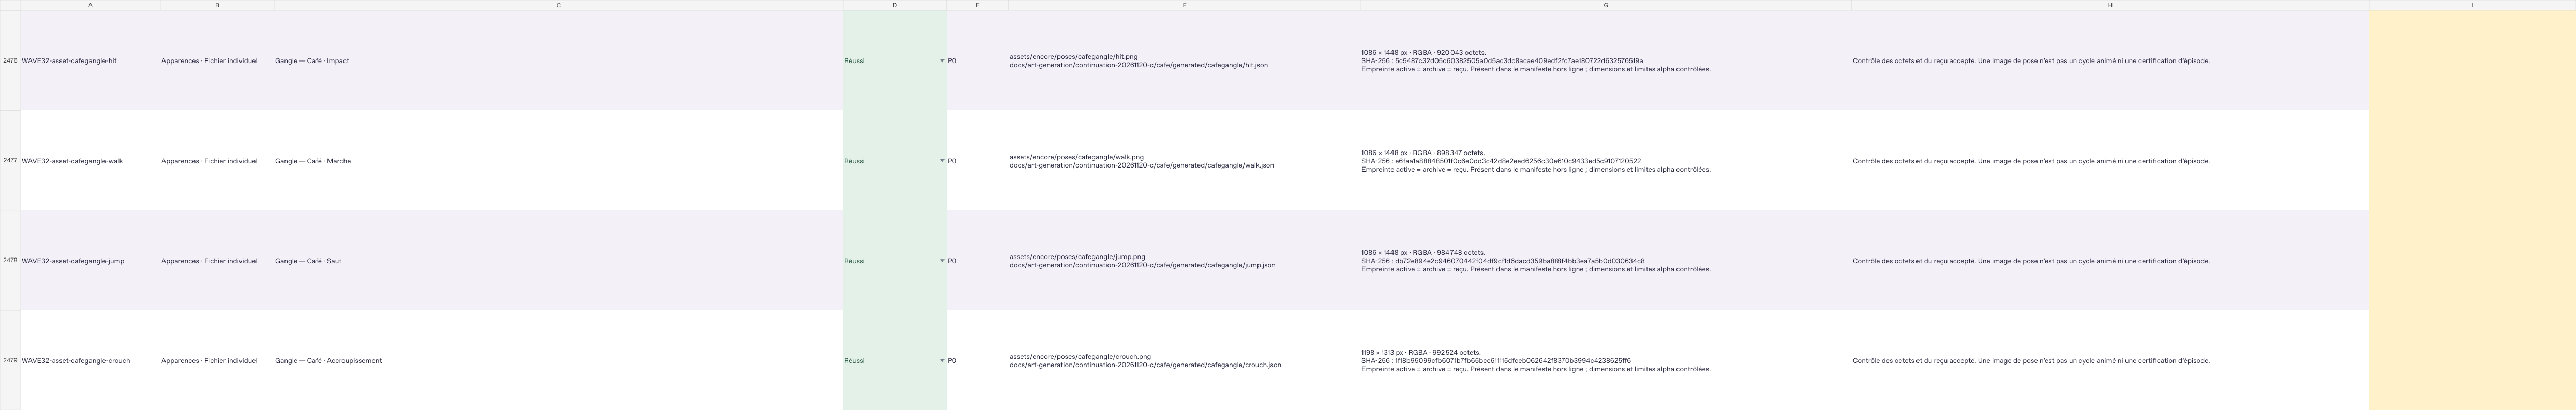 A B C D E F G H I
2476 WAVE32-asset-cafegangle-hit Apparences · Fichier individuel Gangle — Café · Impact Réussi P0
assets/encore/poses/cafegangle/hit.png
docs/art-generation/continuation-20261120-c/cafe/generated/cafegangle/hit.json
1086 × 1448 px · RGBA · 920 043 octets.
SHA-256 : 5c5487c32d05c60382505a0d5ac3dc8acae409edf2fc7ae180722d632576519a
Empreinte active = archive = reçu. Présent dans le manifeste hors ligne ; dimensions et limites alpha contrôlées.
Contrôle des octets et du reçu accepté. Une image de pose n’est pas un cycle animé ni une certification d’épisode.
2477 WAVE32-asset-cafegangle-walk Apparences · Fichier individuel Gangle — Café · Marche Réussi P0
assets/encore/poses/cafegangle/walk.png
docs/art-generation/continuation-20261120-c/cafe/generated/cafegangle/walk.json
1086 × 1448 px · RGBA · 898 347 octets.
SHA-256 : e6faa1a88848501f0c6e0dd3c42d8e2eed6256c30e610c9433ed5c9107120522
Empreinte active = archive = reçu. Présent dans le manifeste hors ligne ; dimensions et limites alpha contrôlées.
Contrôle des octets et du reçu accepté. Une image de pose n’est pas un cycle animé ni une certification d’épisode.
2478 WAVE32-asset-cafegangle-jump Apparences · Fichier individuel Gangle — Café · Saut Réussi P0
assets/encore/poses/cafegangle/jump.png
docs/art-generation/continuation-20261120-c/cafe/generated/cafegangle/jump.json
1086 × 1448 px · RGBA · 984 748 octets.
SHA-256 : db72e894e2c946070442f04df9cf1d6dacd359ba8f8f4bb3ea7a5b0d030634c8
Empreinte active = archive = reçu. Présent dans le manifeste hors ligne ; dimensions et limites alpha contrôlées.
Contrôle des octets et du reçu accepté. Une image de pose n’est pas un cycle animé ni une certification d’épisode.
2479 WAVE32-asset-cafegangle-crouch Apparences · Fichier individuel Gangle — Café · Accroupissement Réussi P0
assets/encore/poses/cafegangle/crouch.png
docs/art-generation/continuation-20261120-c/cafe/generated/cafegangle/crouch.json
1198 × 1313 px · RGBA · 992 524 octets.
SHA-256 : 1f18b95099cfb6071b7fb65bcc611115dfceb062642f8370b3994c4238625ff6
Empreinte active = archive = reçu. Présent dans le manifeste hors ligne ; dimensions et limites alpha contrôlées.
Contrôle des octets et du reçu accepté. Une image de pose n’est pas un cycle animé ni une certification d’épisode.